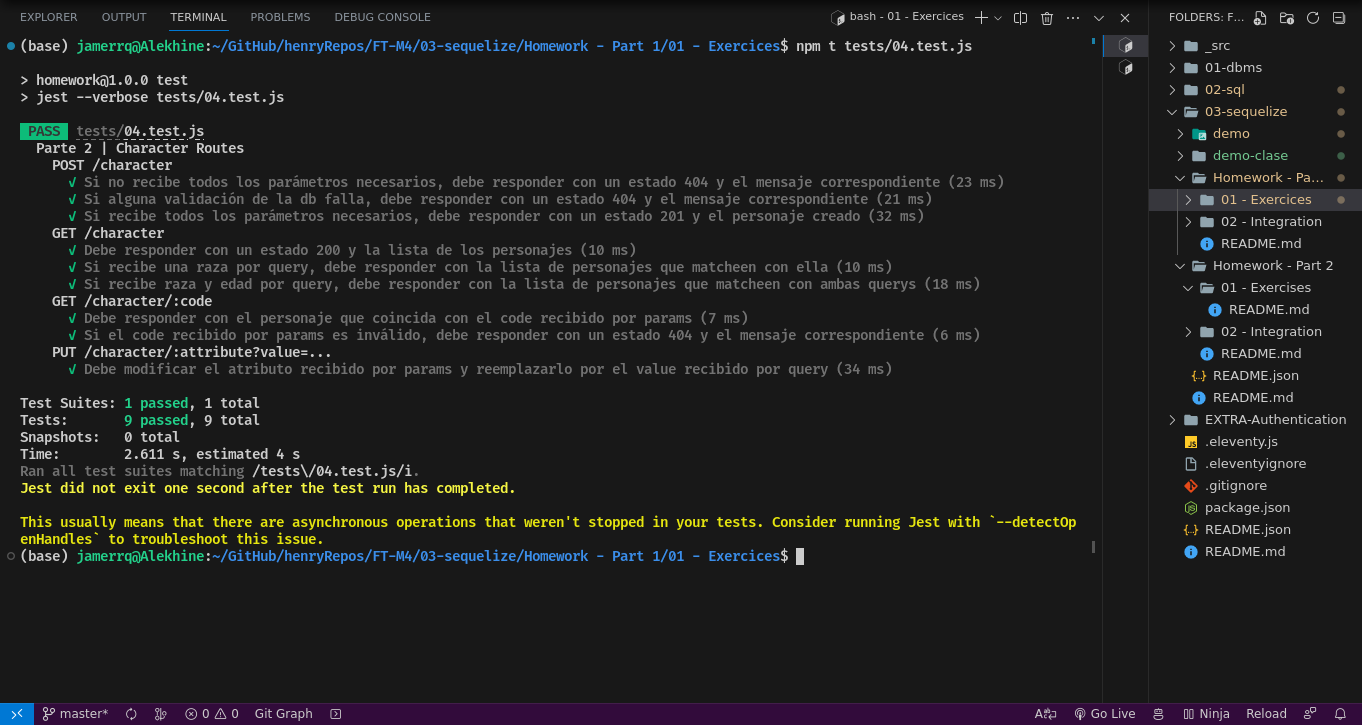 EXPLORER OUTPUT TERMINAL PROBLEMS DEBUG CONSOLE
bash - 01 - Exercices
(base) jamerrq@Alekhine:~/GitHub/henryRepos/FT-M4/03-sequelize/Homework - Part 1/01 - Exercices$ npm t tests/04.test.js
> homework@1.0.0 test
> jest --verbose tests/04.test.js
PASS tests/04.test.js
Parte 2 | Character Routes
POST /character
√ Si no recibe todos los parámetros necesarios, debe responder con un estado 404 y el mensaje correspondiente (23 ms)
√ Si alguna validación de la db falla, debe responder con un estado 404 y el mensaje correspondiente (21 ms)
√ Si recibe todos los parámetros necesarios, debe responder con un estado 201 y el personaje creado (32 ms)
GET /character
√ Debe responder con un estado 200 y la lista de los personajes (10 ms)
√ Si recibe una raza por query, debe responder con la lista de personajes que matcheen con ella (10 ms)
√ Si recibe raza y edad por query, debe responder con la lista de personajes que matcheen con ambas querys (18 ms)
GET /character/:code
√ Debe responder con el personaje que coincida con el code recibido por params (7 ms)
√ Si el code recibido por params es inválido, debe responder con un estado 404 y el mensaje correspondiente (6 ms)
PUT /character/:attribute?value=...
√ Debe modificar el atributo recibido por params y reemplazarlo por el value recibido por query (34 ms)
Test Suites: 1 passed, 1 total
Tests: 9 passed, 9 total
Snapshots: 0 total
Time: 2.611 s, estimated 4 s
Ran all test suites matching /tests\/04.test.js/i.
Jest did not exit one second after the test run has completed.
This usually means that there are asynchronous operations that weren't stopped in your tests. Consider running Jest with `--detectOp
enHandles` to troubleshoot this issue.
(base) jamerrq@Alekhine:~/GitHub/henryRepos/FT-M4/03-sequelize/Homework - Part 1/01 - Exercices$
FOLDERS: F...
_src
01-dbms
02-sql
03-sequelize
demo
demo-clase
Homework - Pa...
01 - Exercices
02 - Integration
README.md
Homework - Part 2
01 - Exercises
README.md
02 - Integration
README.md
README.json
README.md
EXTRA-Authentication
.eleventy.js
.eleventyignore
.gitignore
package.json
README.json
README.md
master* 0 0 Git Graph Go Live Ninja Reload